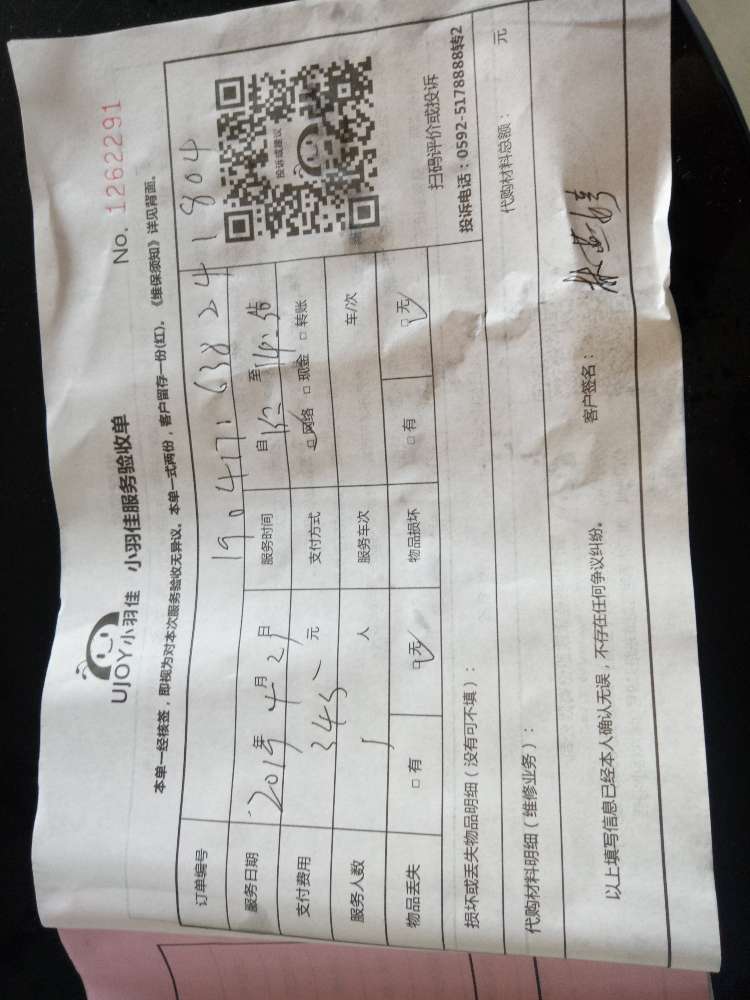 UJOY小羽佳 小羽佳服务验收单
No. 1262291
本单一经核签，即视为对本次服务验收无异议。本单一式两份，客户留存一份(红)。《维保须知》详见背面。
订单编号 190417163824 1804
服务日期 2019年4月21日 服务时间 自 至
支付费用 345 元 支付方式 网络 □现金 □转账
服务人数 1 人 服务车次 车/次
物品丢失 □有 □无 物品损坏 □有 □无
投诉或建议
扫码评价或投诉
投诉电话：0592-5178888转2
损坏或丢失物品明细（没有可不填）：
代购材料明细（维修业务）： 代购材料总额： 元
以上填写信息已经本人确认无误，不存在任何争议纠纷。 客户签名：